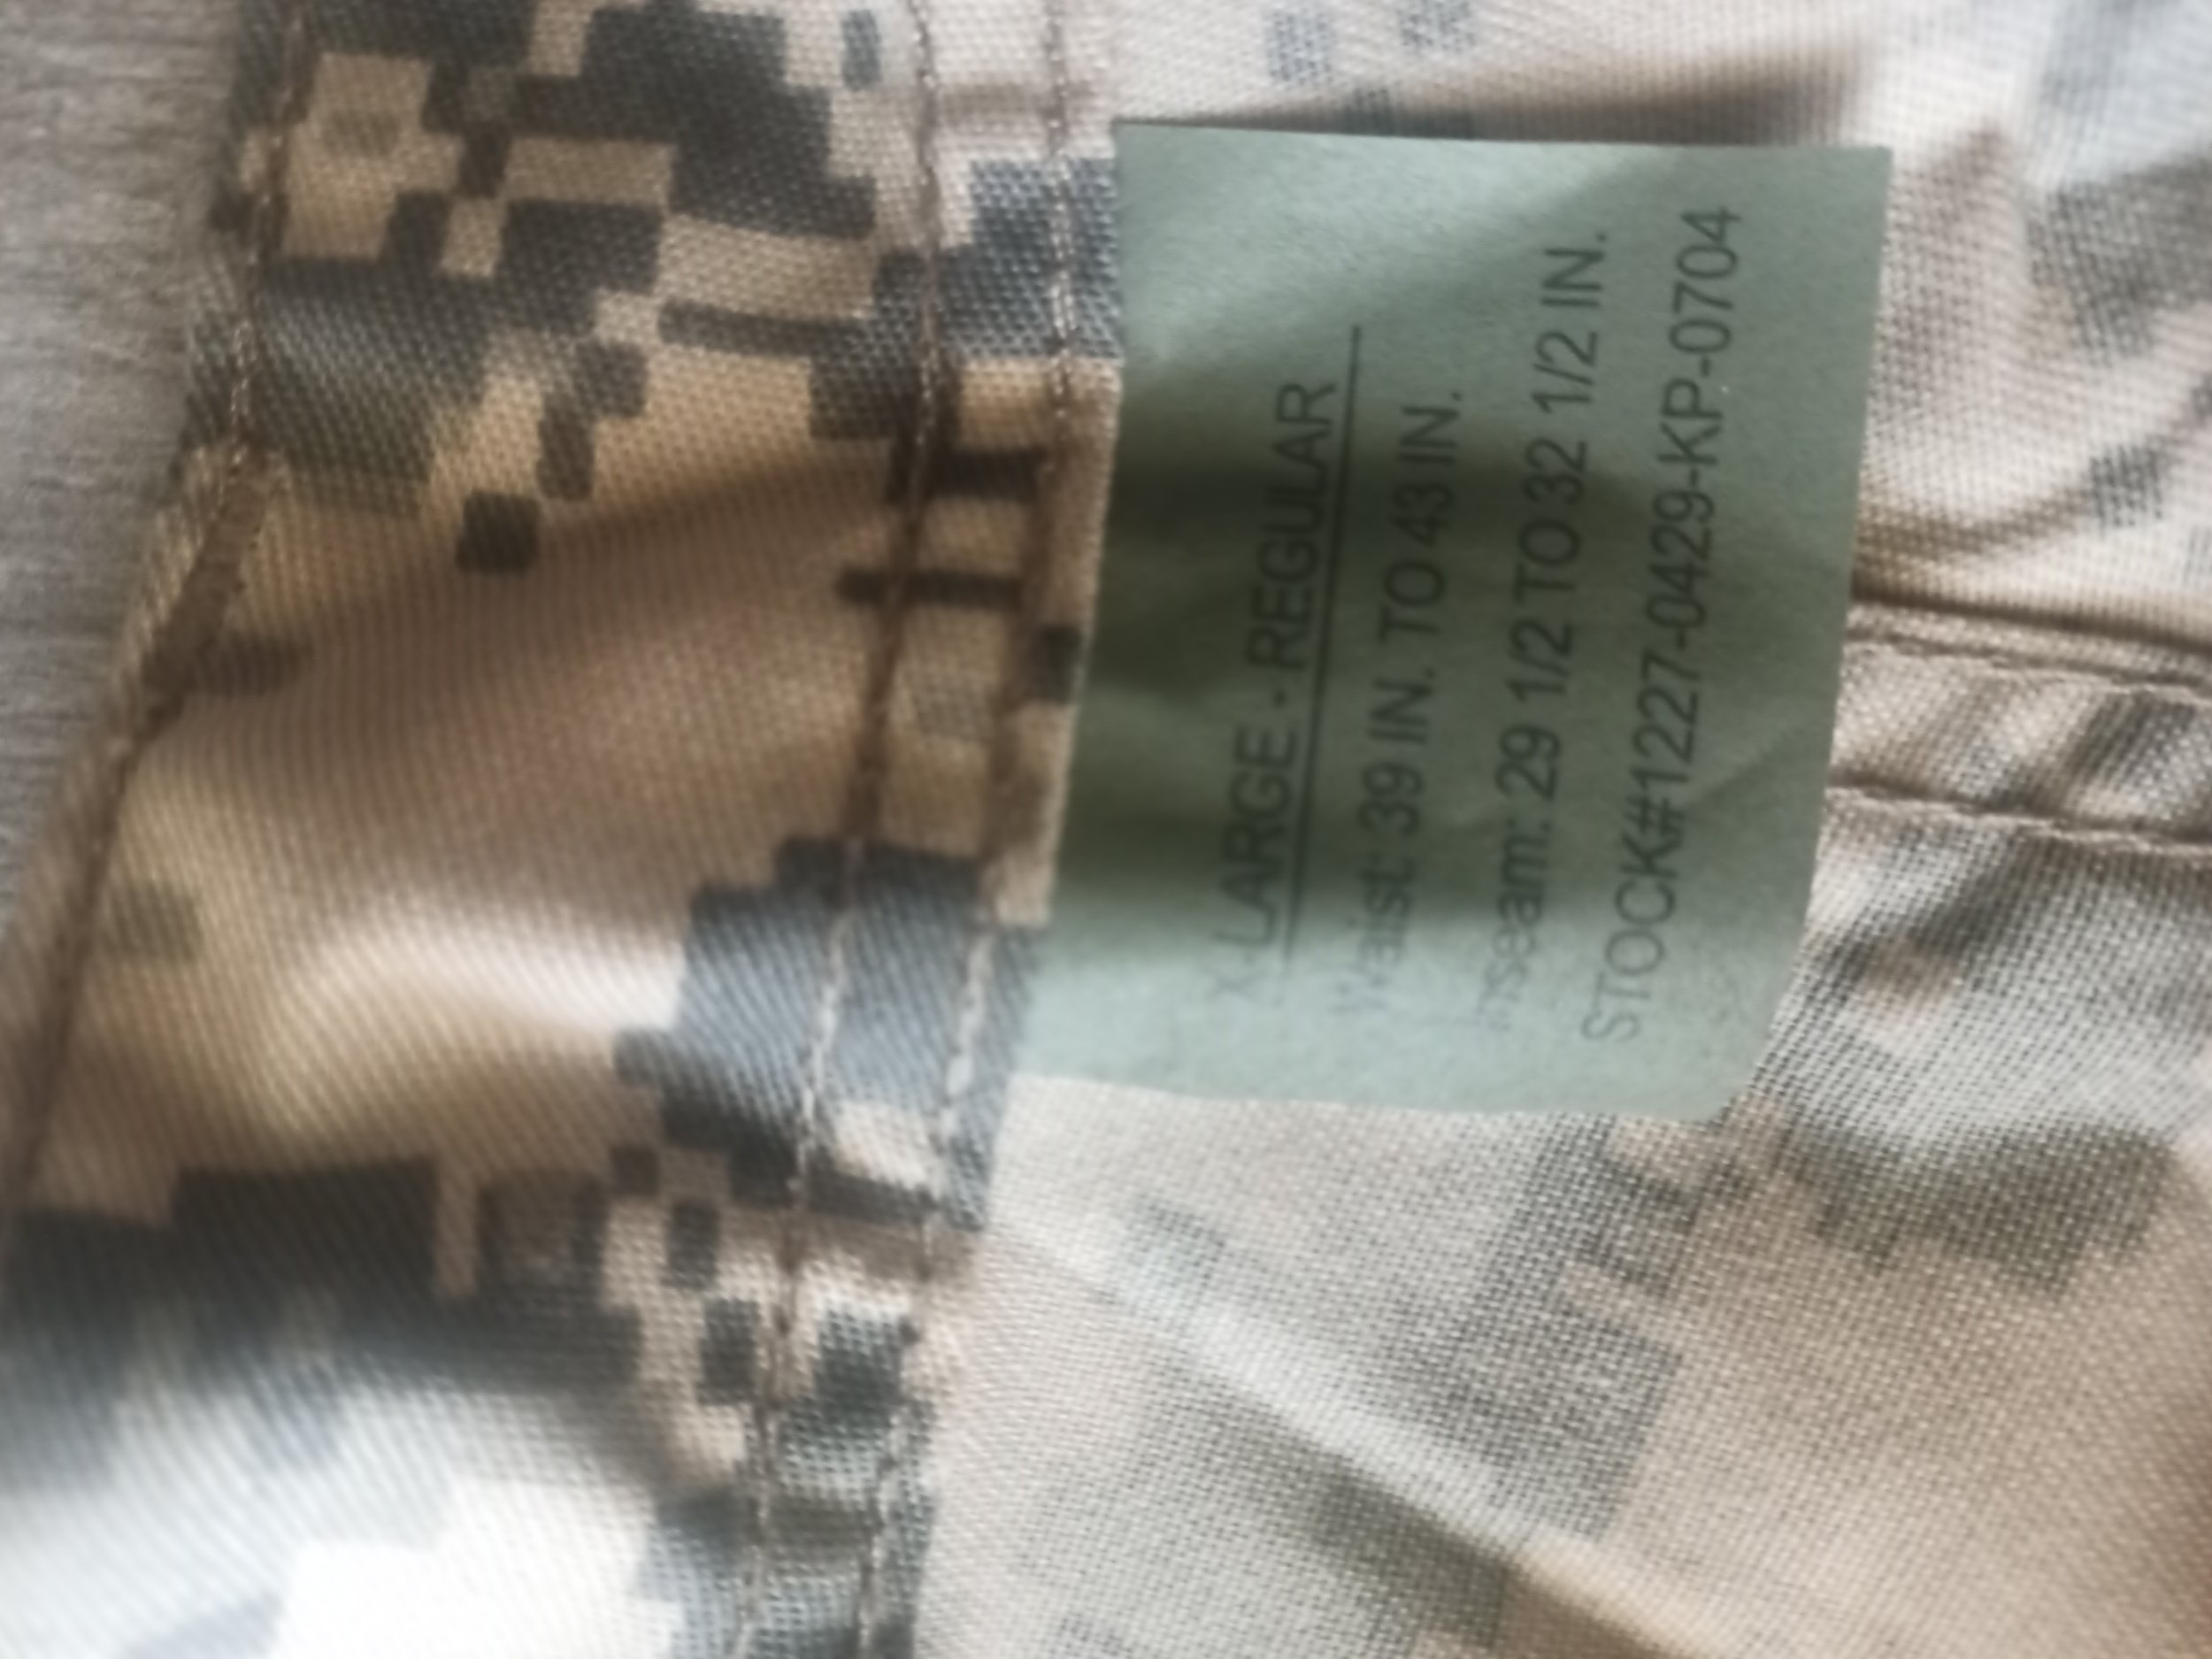 X-LARGE - REGULAR
Waist: 39 IN. TO 43 IN.
Inseam: 29 1/2 TO 32 1/2 IN.
STOCK#1227-0429-KP-0704